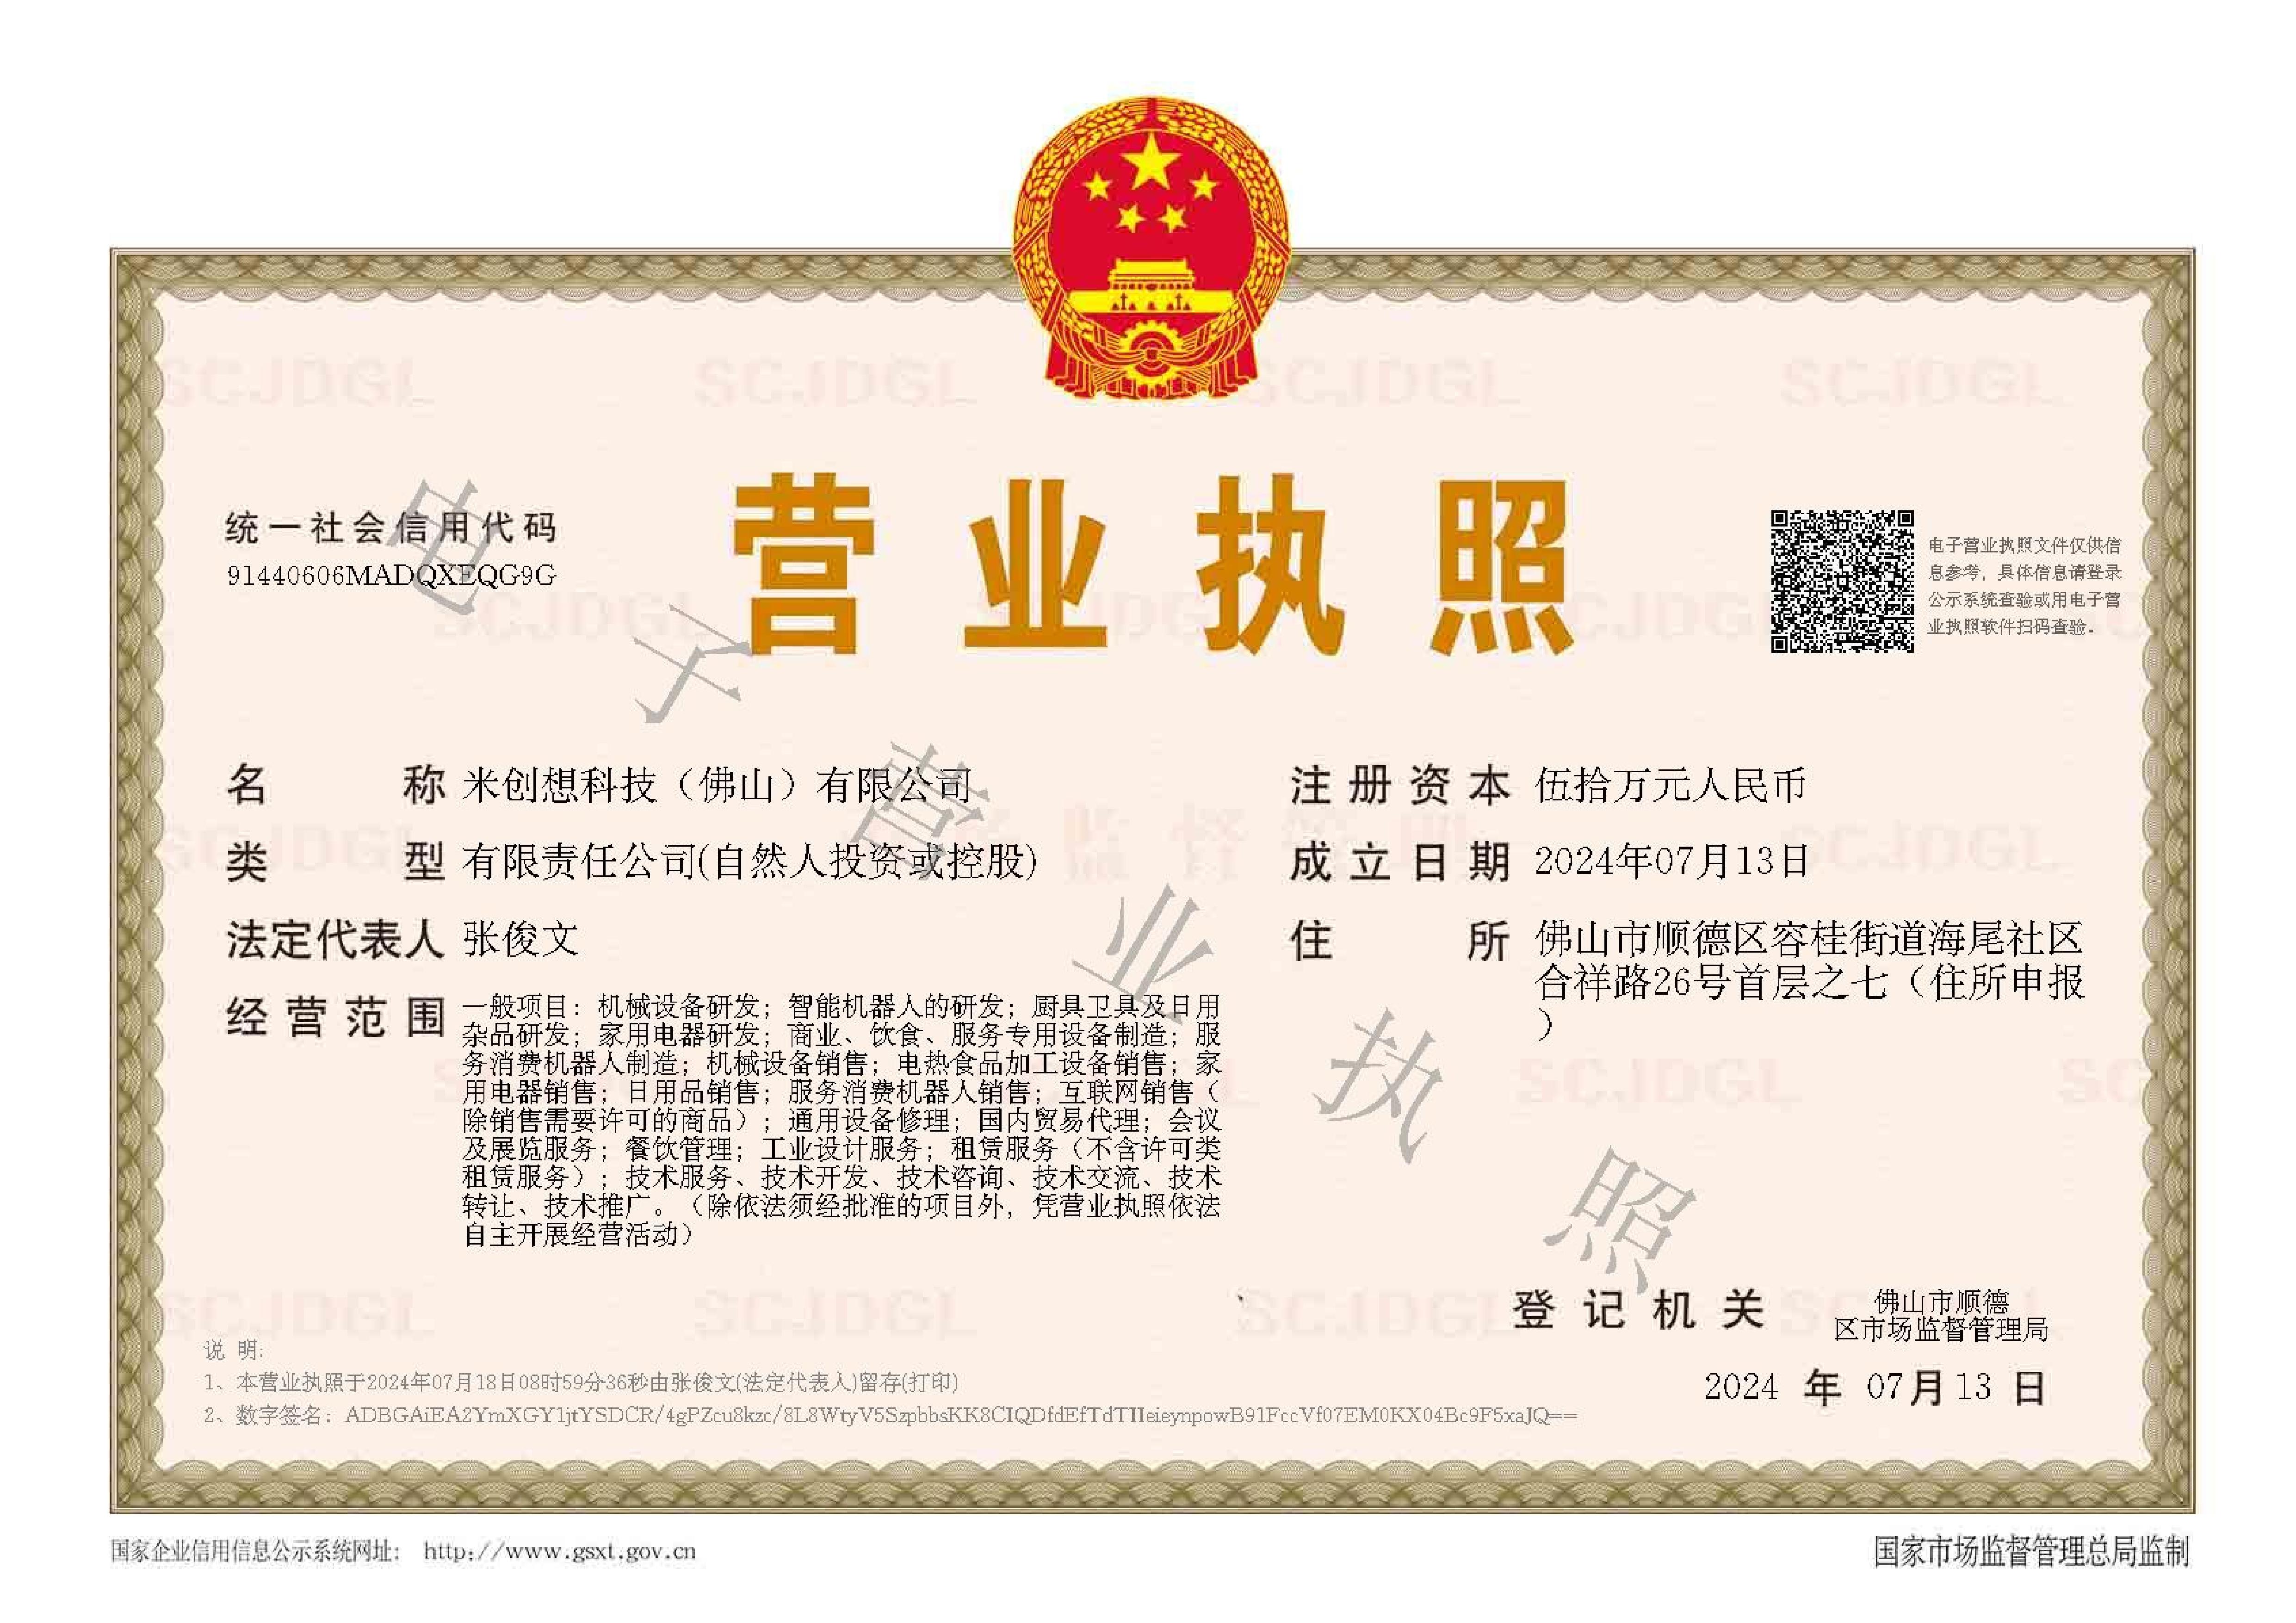 营业执照
统一社会信用代码
91440606MADQXEQG9G
电子营业执照文件仅供信
息参考，具体信息请登录
公示系统查验或用电子营
业执照软件扫码查验。
名称 米创想科技（佛山）有限公司
类型 有限责任公司(自然人投资或控股)
法定代表人 张俊文
经营范围 一般项目：机械设备研发；智能机器人的研发；厨具卫具及日用
杂品研发；家用电器研发；商业、饮食、服务专用设备制造；服
务消费机器人制造；机械设备销售；电热食品加工设备销售；家
用电器销售；日用品销售；服务消费机器人销售；互联网销售（
除销售需要许可的商品）；通用设备修理；国内贸易代理；会议
及展览服务；餐饮管理；工业设计服务；租赁服务（不含许可类
租赁服务）；技术服务、技术开发、技术咨询、技术交流、技术
转让、技术推广。（除依法须经批准的项目外，凭营业执照依法
自主开展经营活动）
注册资本 伍拾万元人民币
成立日期 2024年07月13日
住所 佛山市顺德区容桂街道海尾社区
合祥路26号首层之七（住所申报
）
电子营业执照
登记机关 佛山市顺德
区市场监督管理局
2024 年 07月13 日
说 明:
1、本营业执照于2024年07月18日08时59分36秒由张俊文(法定代表人)留存(打印)
2、数字签名：
国家企业信用信息公示系统网址： http://www.gsxt.gov.cn
国家市场监督管理总局监制
SCJDGL